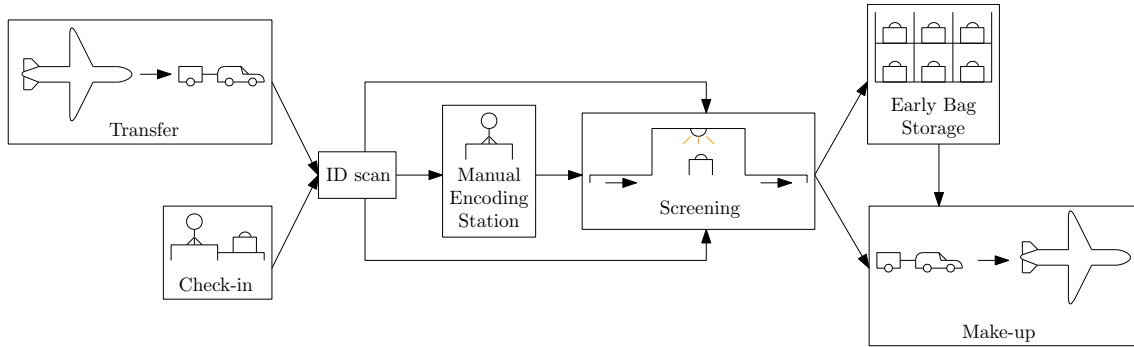 Transfer
Check-in
ID scan
Manual
Encoding
Station
Screening
Early Bag
Storage
Make-up